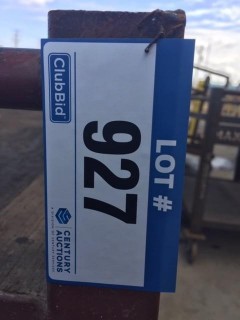 LOT #
927
ClubBid
CENTURY
AUCTIONS